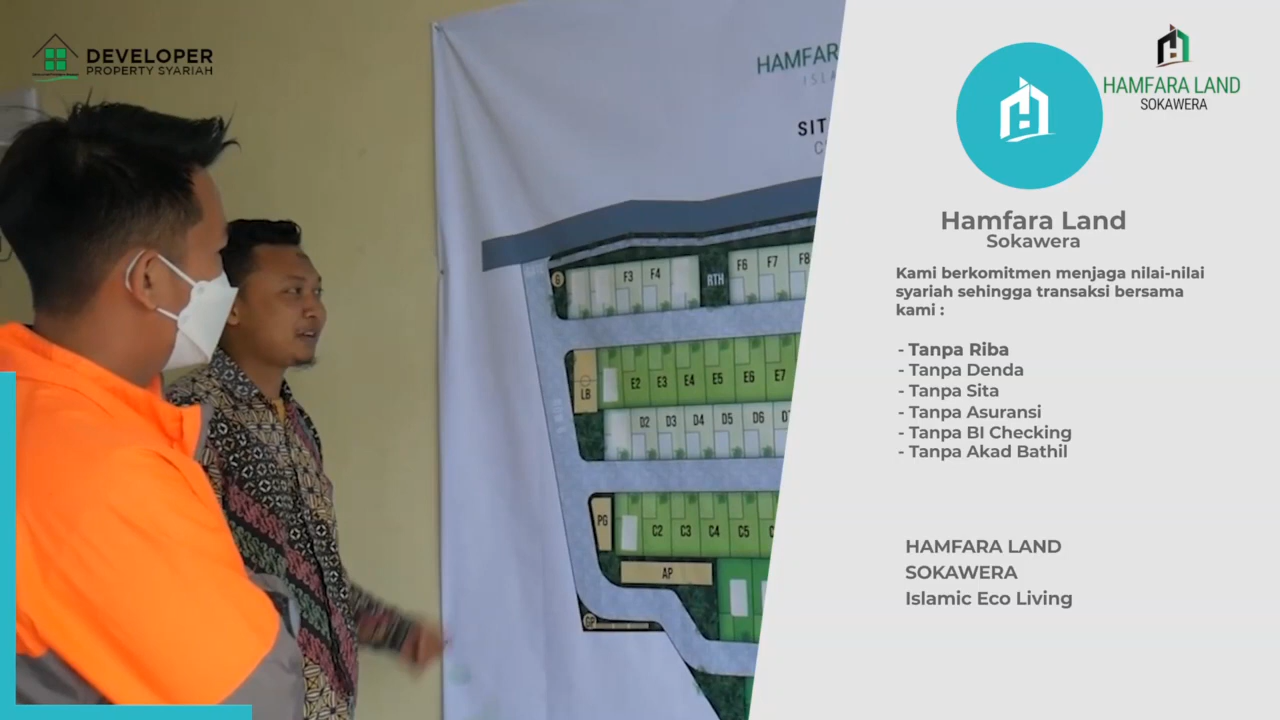 DEVELOPER
PROPERTY SYARIAH
HAMFARA LAND
SOKAWERA
Hamfara Land
Sokawera
Kami berkomitmen menjaga nilai-nilai
syariah sehingga transaksi bersama
kami :
- Tanpa Riba
- Tanpa Denda
- Tanpa Sita
- Tanpa Asuransi
- Tanpa BI Checking
- Tanpa Akad Bathil
HAMFARA LAND
SOKAWERA
Islamic Eco Living
HAMFAR
ISLA
SIT
F3 F4 RTH F6 F7 F8
LB E2 E3 E4 E5 E6 E7
D2 D3 D4 D5 D6
PG C2 C3 C4 C5
AP